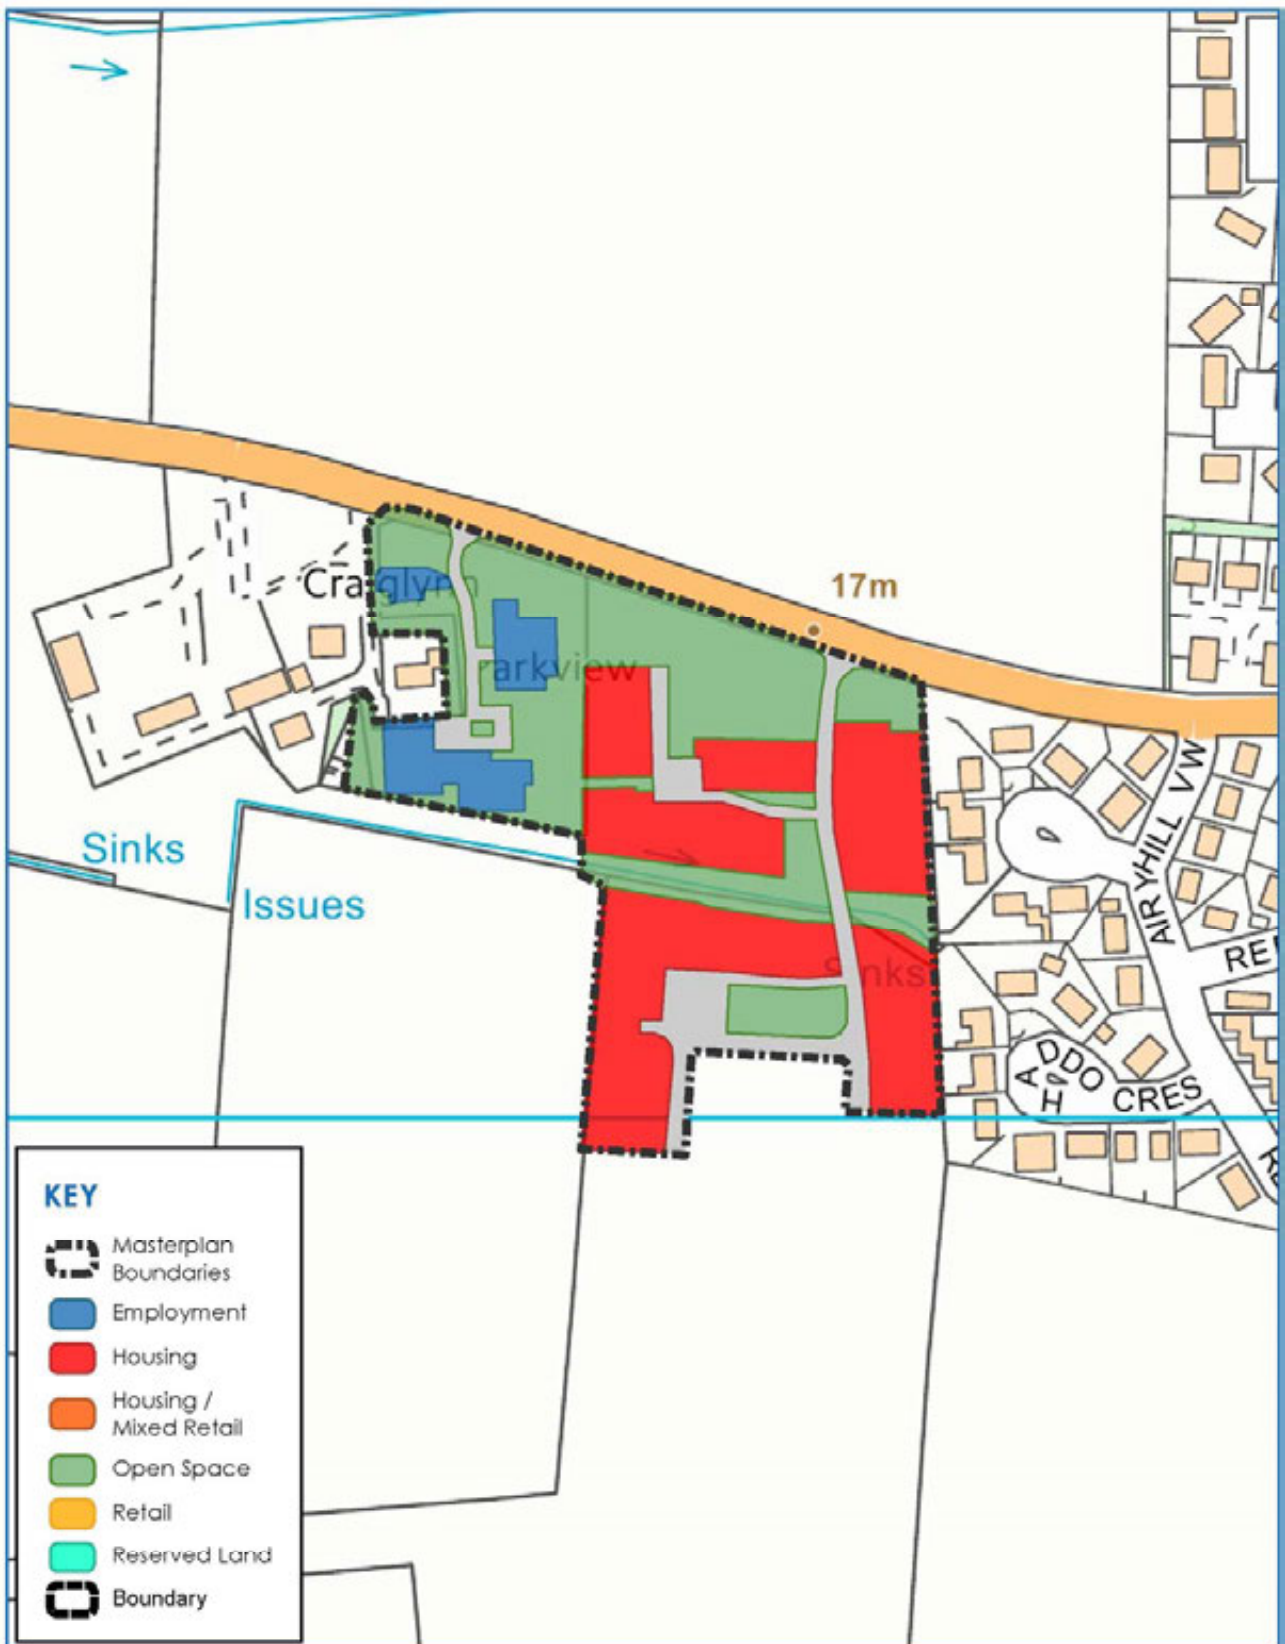 17m
Craiglynn
Parkview
AIRYHILL VW
Sinks
Issues
Sinks
HADDO CRES
KEY
Masterplan
Boundaries
Employment
Housing
Housing /
Mixed Retail
Open Space
Retail
Reserved Land
Boundary